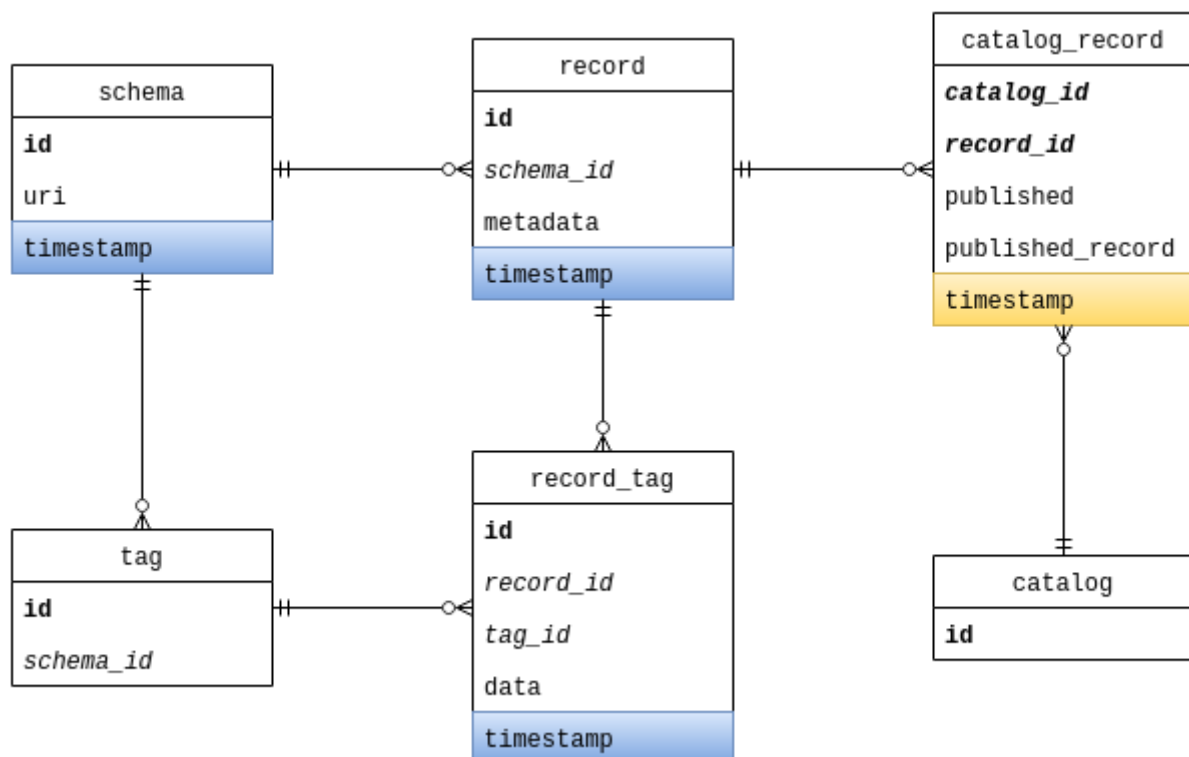 schema
id
uri
timestamp
record
id
schema_id
metadata
timestamp
catalog_record
catalog_id
record_id
published
published_record
timestamp
tag
id
schema_id
record_tag
id
record_id
tag_id
data
timestamp
catalog
id